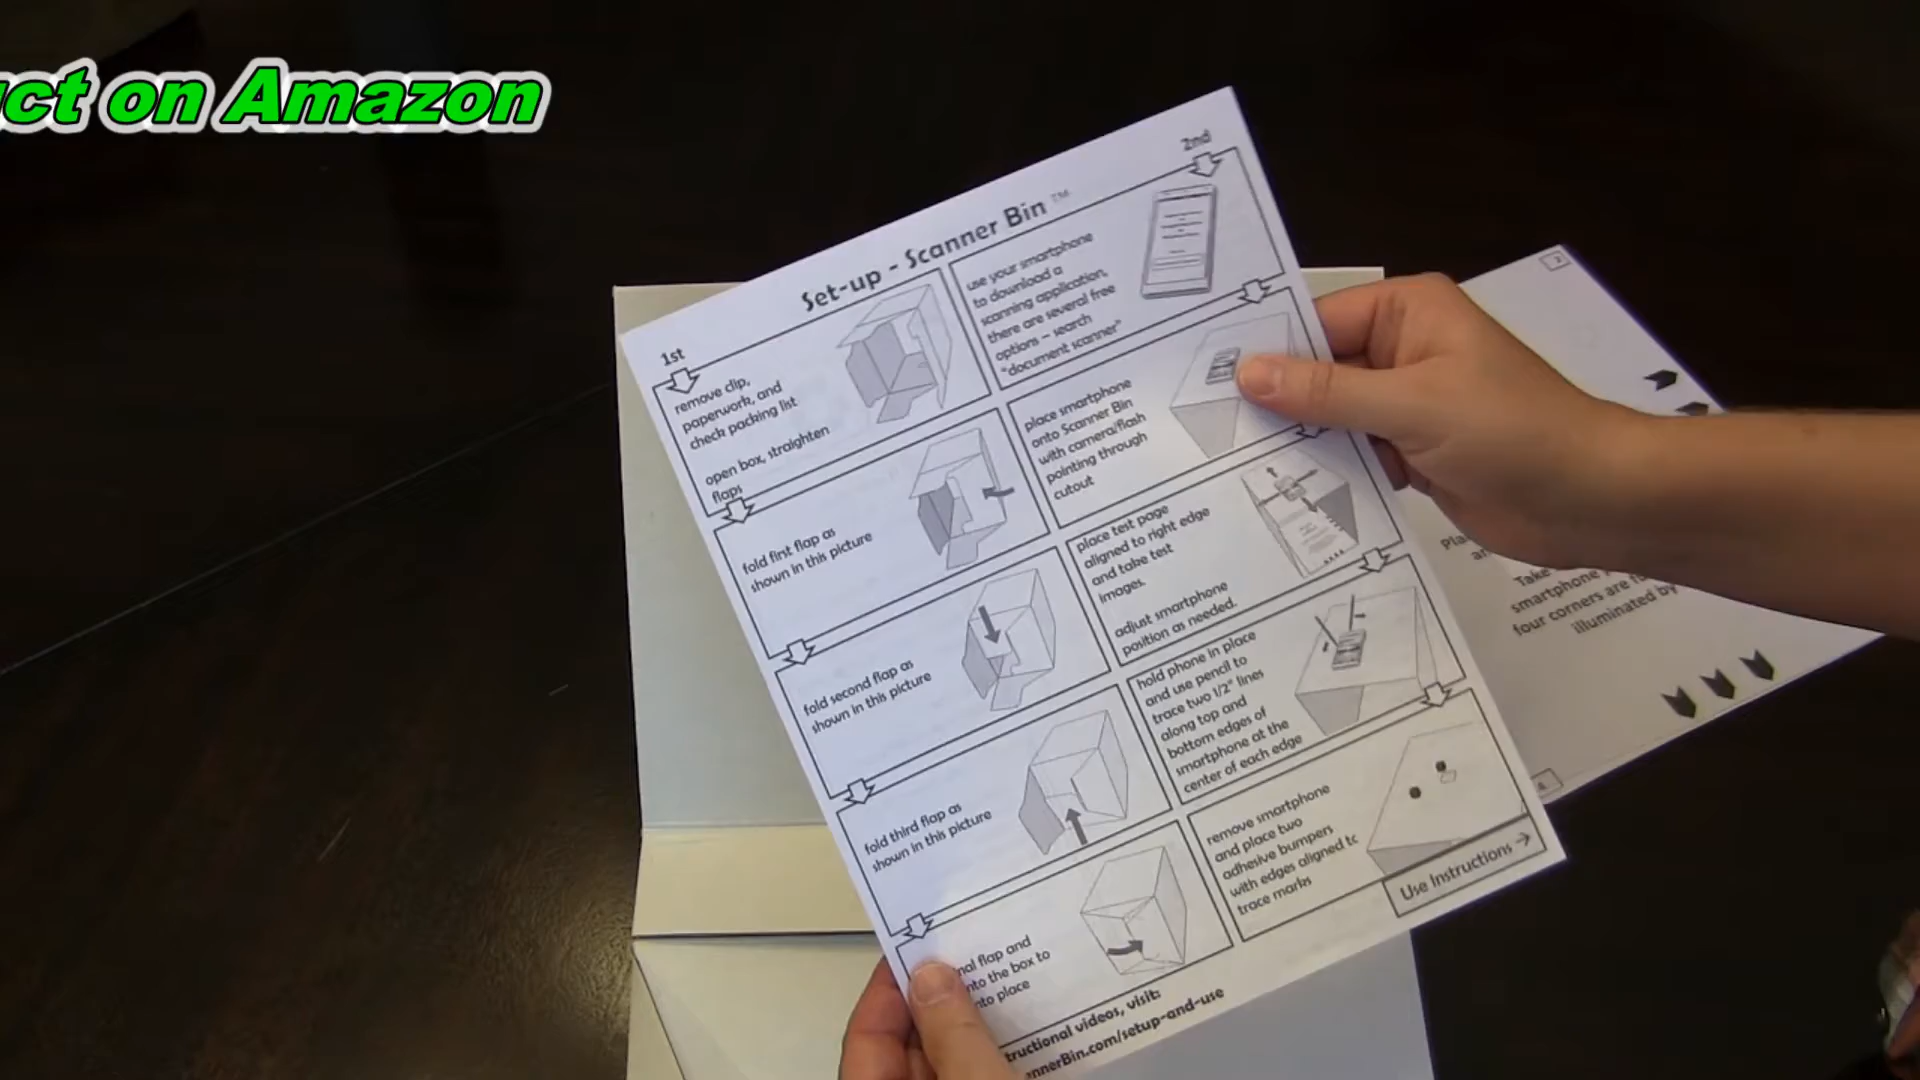 uct on Amazon
Set-up - Scanner Bin ™
1st
remove clip,
paperwork, and
check packing list
open box, straighten
flaps
fold first flap as
shown in this picture
fold second flap as
shown in this picture
fold third flap as
shown in this picture
nal flap and
nto the box to
nto place
2nd
use your smartphone
to download a
scanning application,
there are several free
options – search
"document scanner"
place smartphone
onto Scanner Bin
with camera/flash
pointing through
cutout
place test page
aligned to right edge
and take test
images.
adjust smartphone
position as needed.
hold phone in place
and use pencil to
trace two 1/2" lines
along top and
bottom edges of
smartphone at the
center of each edge
remove smartphone
and place two
adhesive bumpers
with edges aligned to
trace marks
Use Instructions →
tructional videos, visit:
nnerBin.com/setup-and-use
Pla
an
Take
smartphone
four corners are fu
illuminated by